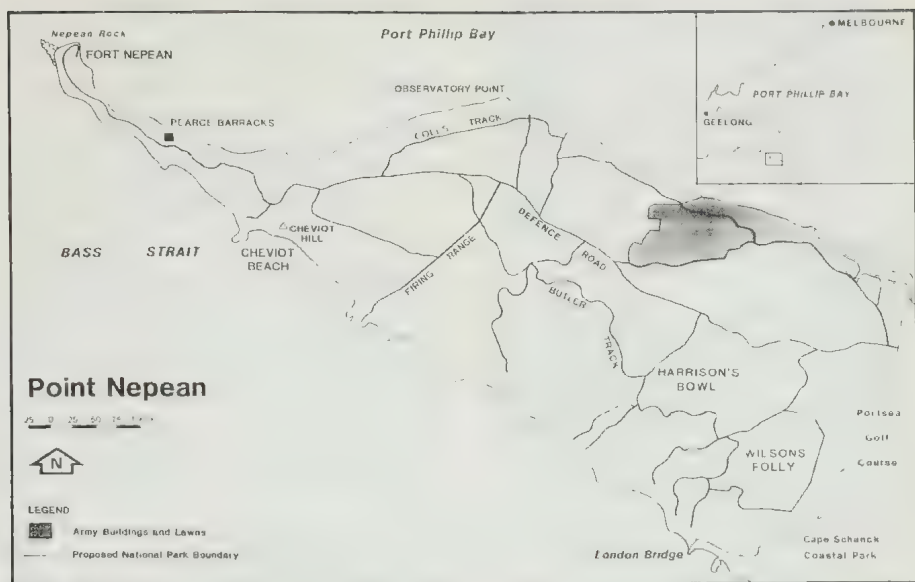 Nepean Rock
FORT NEPEAN
Port Phillip Bay
MELBOURNE
PORT PHILLIP BAY
GEELONG
OBSERVATORY POINT
PEARCE BARRACKS
COLES TRACK
CHEVIOT HILL
CHEVIOT
BEACH
BASS STRAIT
FIRING RANGE
DEFENCE ROAD
BUTLER TRACK
HARRISON'S
BOWL
WILSONS
FOLLY
Portsea
Golf
Course
Point Nepean
N
LEGEND
Army Buildings and Lawns
Proposed National Park Boundary
London Bridge
Cape Schanck
Coastal Park